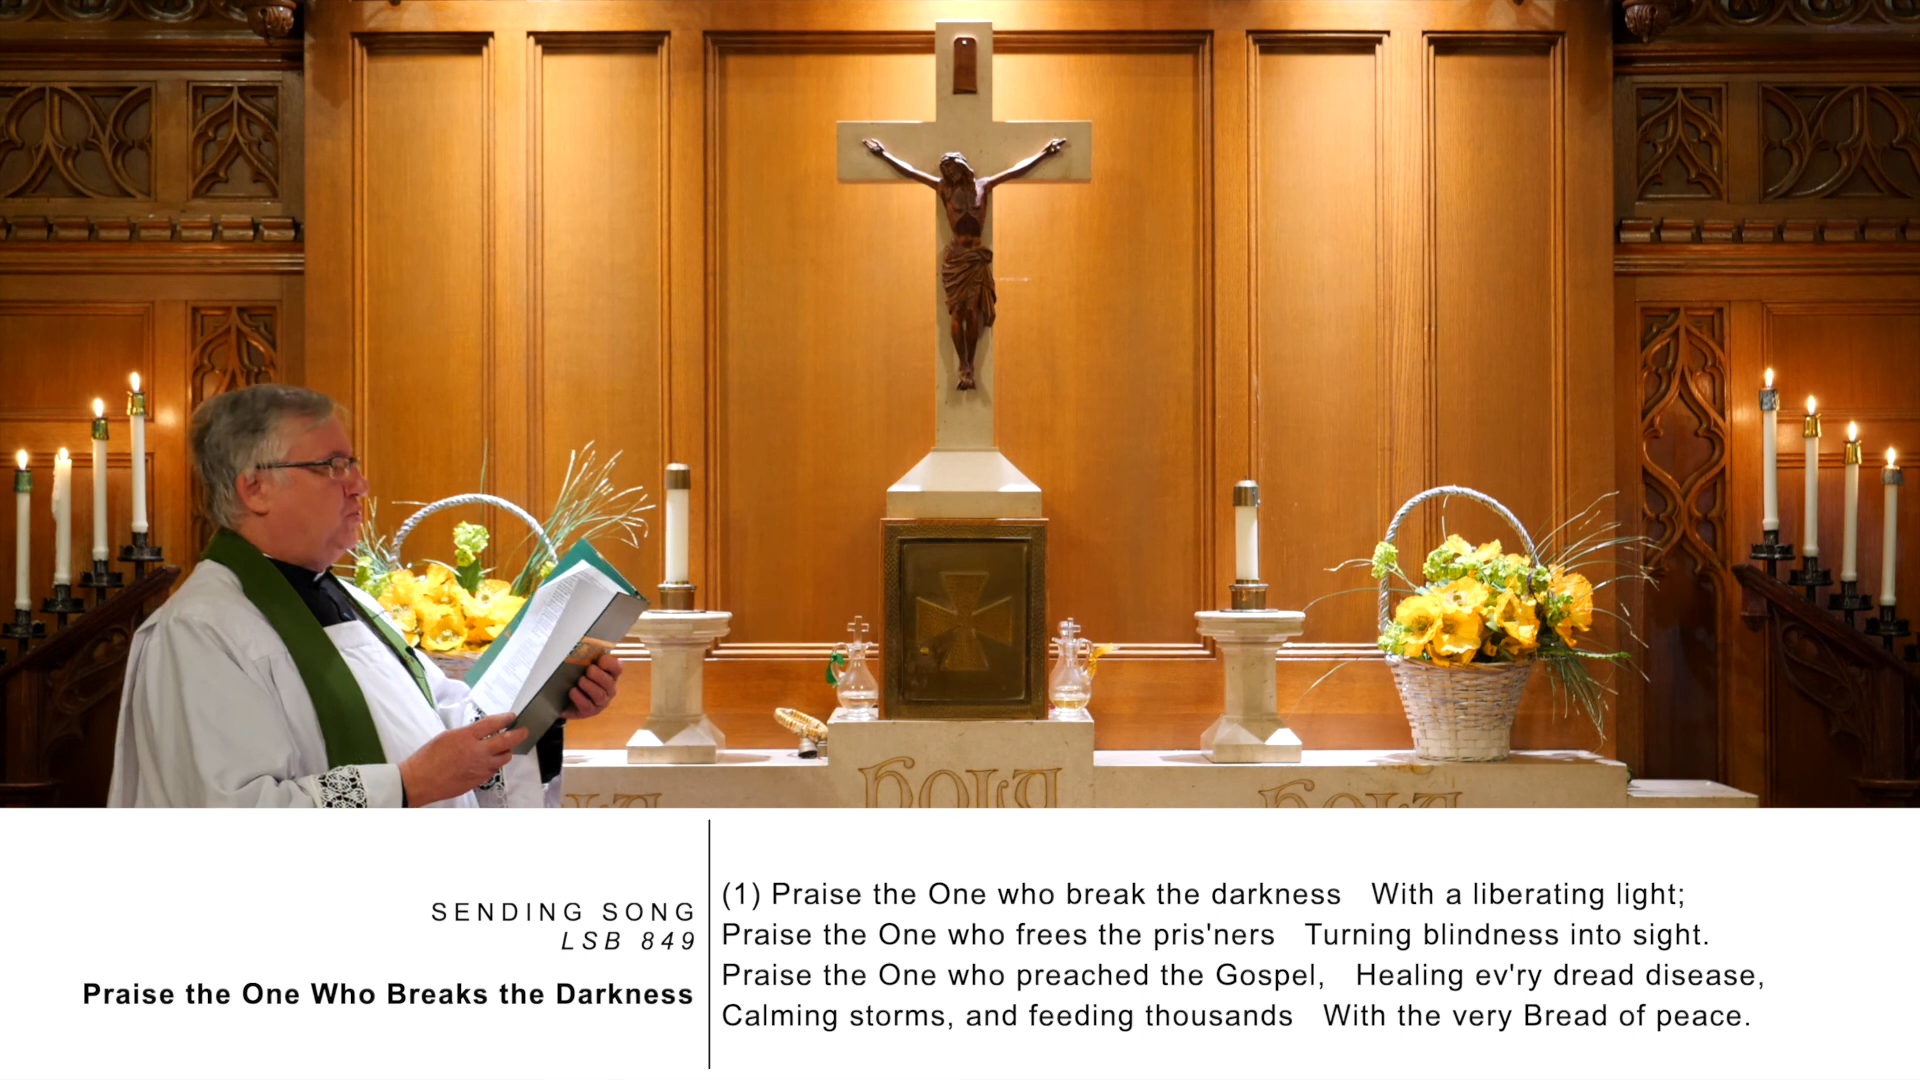 HOLY
HOLY
HOLY
SENDING SONG
LSB 849
Praise the One Who Breaks the Darkness
(1) Praise the One who break the darkness With a liberating light;
Praise the One who frees the pris'ners Turning blindness into sight.
Praise the One who preached the Gospel, Healing ev'ry dread disease,
Calming storms, and feeding thousands With the very Bread of peace.